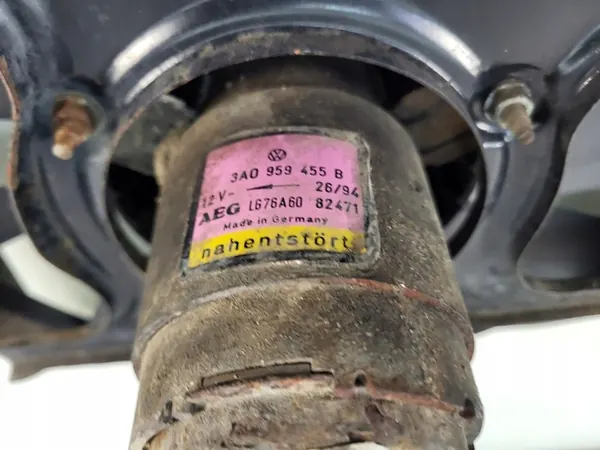 3A0 959 455 B
12V- 26/94
AEG L676A60 82471
Made in Germany
nahentstört